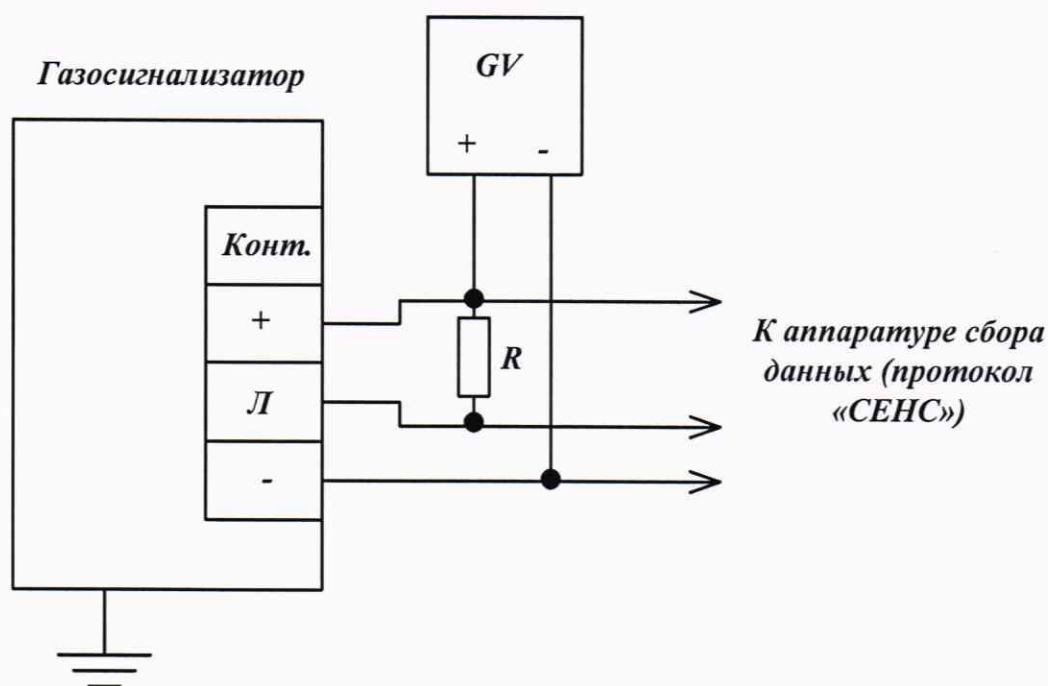 Газосигнализатор
GV
+ -
Конт.
+
Л
-
R
К аппаратуре сбора
данных (протокол
«СЕНС»)